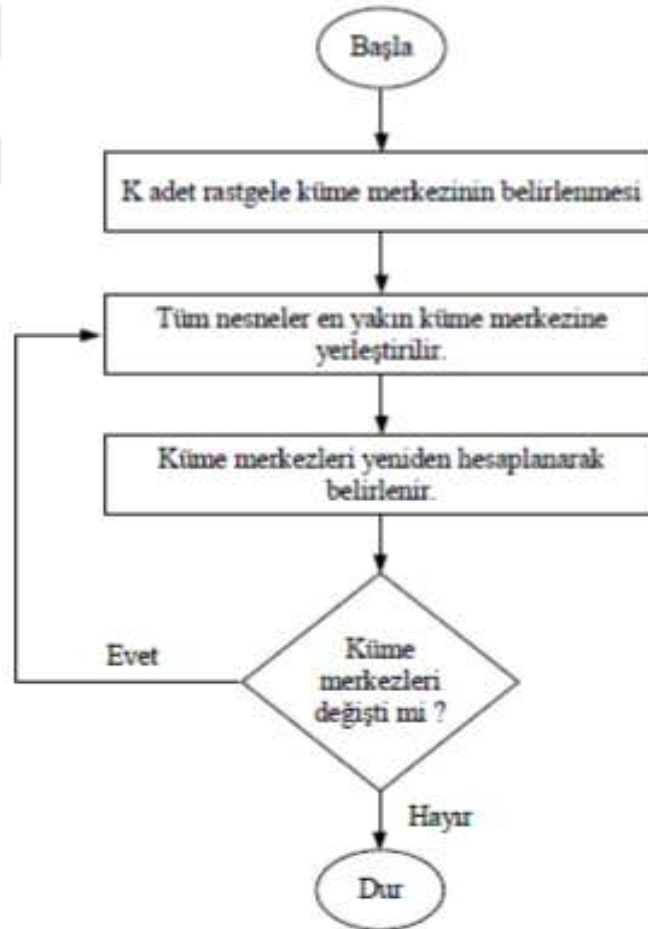 Başla
K adet rastgele küme merkezinin belirlenmesi
Tüm nesneler en yakın küme merkezine
yerleştirilir.
Küme merkezleri yeniden hesaplanarak
belirlenir.
Evet
Küme
merkezleri
değişti mi ?
Hayır
Dur